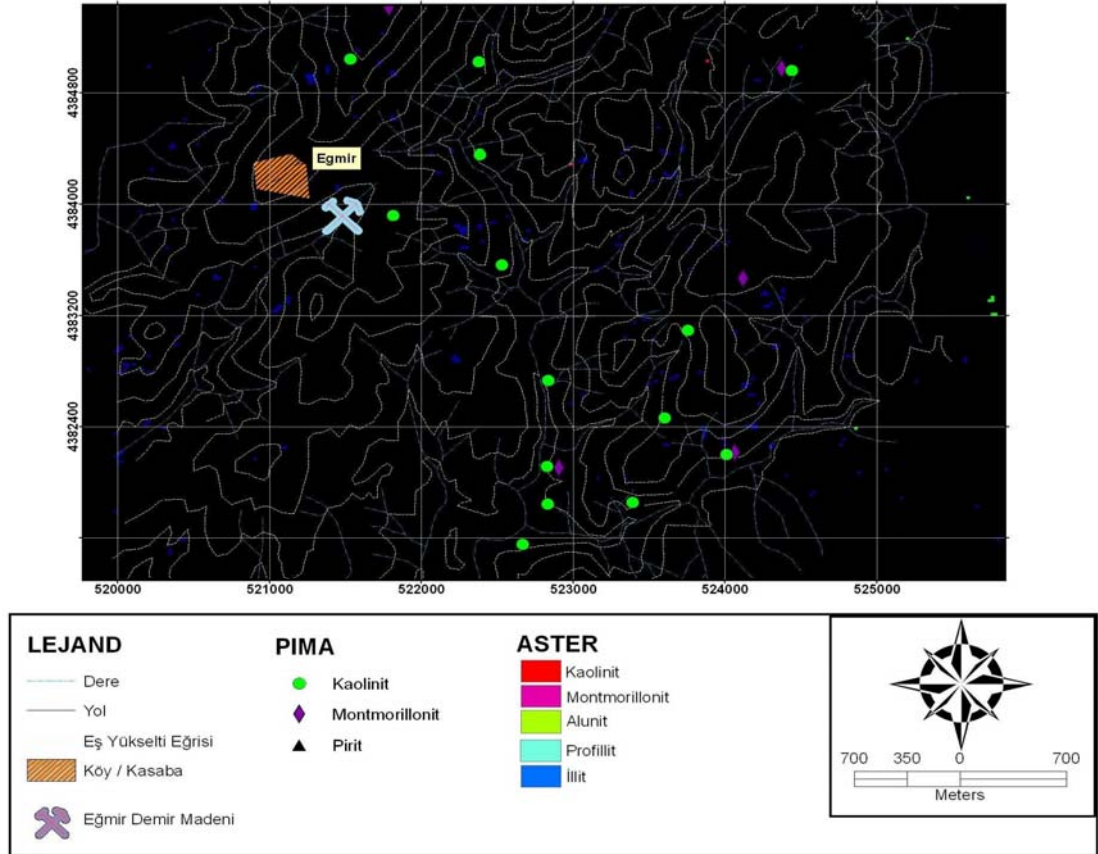 Egmir
4384800
4384000
4383200
4382400
520000 521000 522000 523000 524000 525000
LEJAND
Dere
Yol
Eş Yükselti Eğrisi
Köy / Kasaba
Eğmir Demir Madeni
PIMA
Kaolinit
Montmorillonit
Pirit
ASTER
Kaolinit
Montmorillonit
Alunit
Profillit
İllit
700 350 0 700
Meters